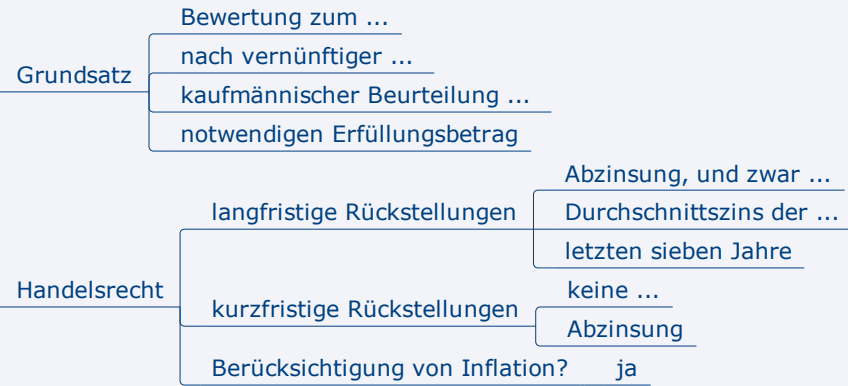 Bewertung zum ...
nach vernünftiger ...
Grundsatz
kaufmännischer Beurteilung ...
notwendigen Erfüllungsbetrag
Abzinsung, und zwar ...
langfristige Rückstellungen
Durchschnittszins der ...
letzten sieben Jahre
Handelsrecht
keine ...
kurzfristige Rückstellungen
Abzinsung
Berücksichtigung von Inflation? ja